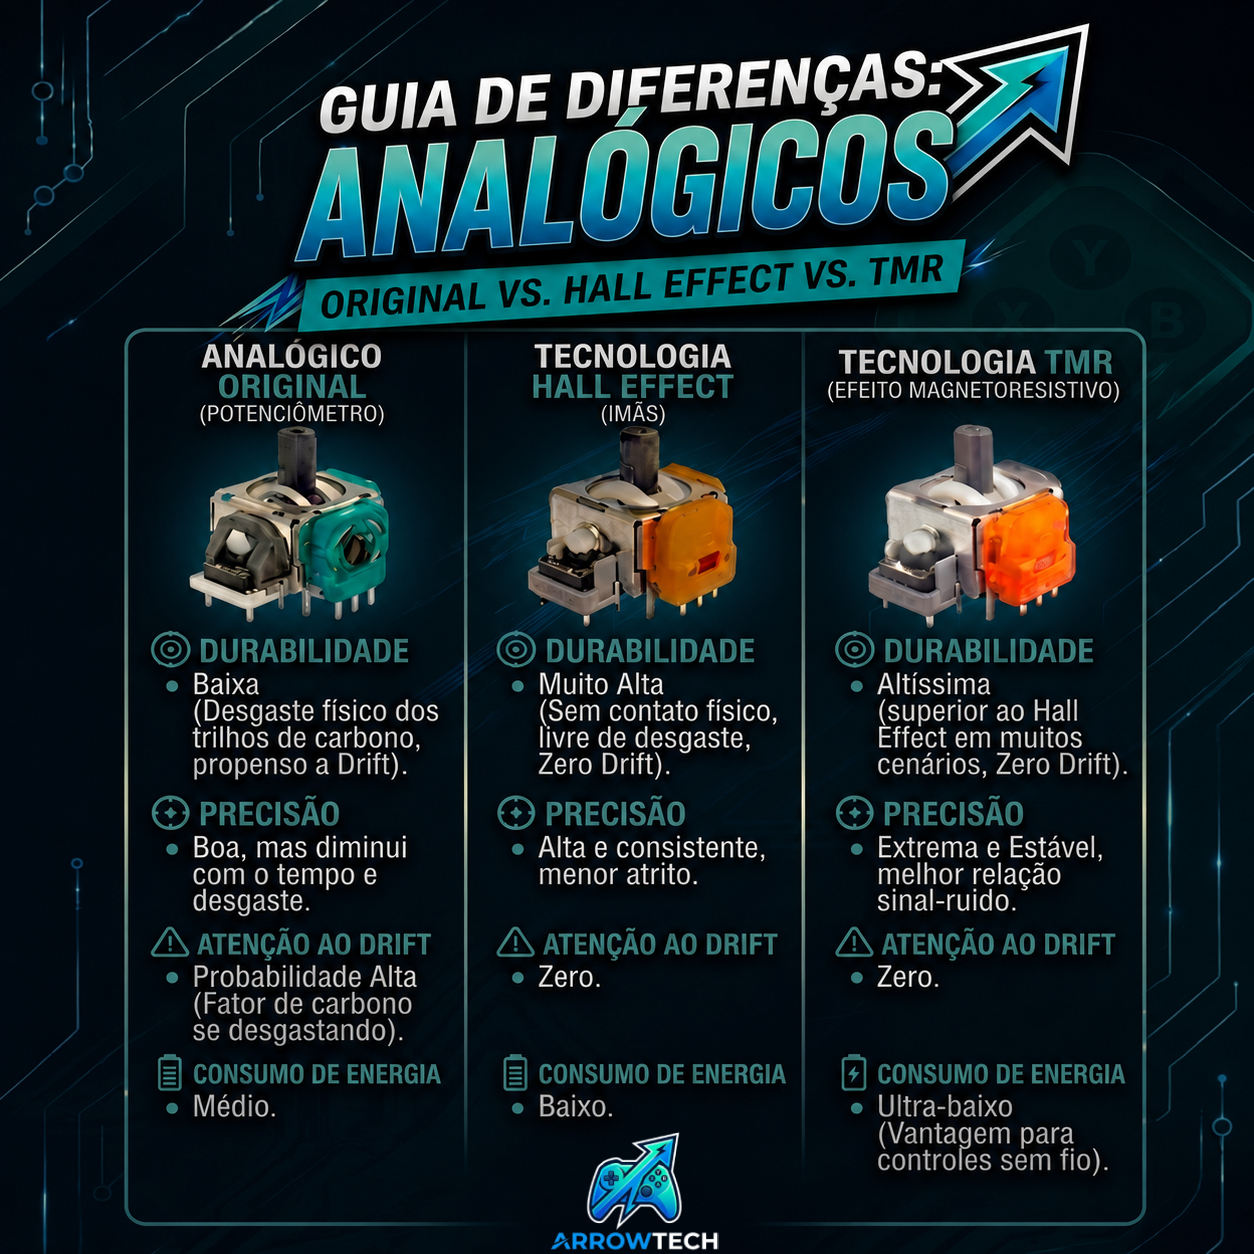 GUIA DE DIFERENÇAS:
ANALÓGICOS
ORIGINAL VS. HALL EFFECT VS. TMR
ANALÓGICO
ORIGINAL
(POTENCIÔMETRO)
DURABILIDADE
Baixa
(Desgaste físico dos
trilhos de carbono,
propenso a Drift).
PRECISÃO
Boa, mas diminui
com o tempo e
desgaste.
ATENÇÃO AO DRIFT
Probabilidade Alta
(Fator de carbono
se desgastando).
CONSUMO DE ENERGIA
Médio.
TECNOLOGIA
HALL EFFECT
(IMÃS)
DURABILIDADE
Muito Alta
(Sem contato físico,
livre de desgaste,
Zero Drift).
PRECISÃO
Alta e consistente,
menor atrito.
ATENÇÃO AO DRIFT
Zero.
CONSUMO DE ENERGIA
Baixo.
TECNOLOGIA TMR
(EFEITO MAGNETORESISTIVO)
DURABILIDADE
Altíssima
(superior ao Hall
Effect em muitos
cenários, Zero Drift).
PRECISÃO
Extrema e Estável,
melhor relação
sinal-ruido.
ATENÇÃO AO DRIFT
Zero.
CONSUMO DE ENERGIA
Ultra-baixo
(Vantagem para
controles sem fio).
Y
X
B
ARROWTECH